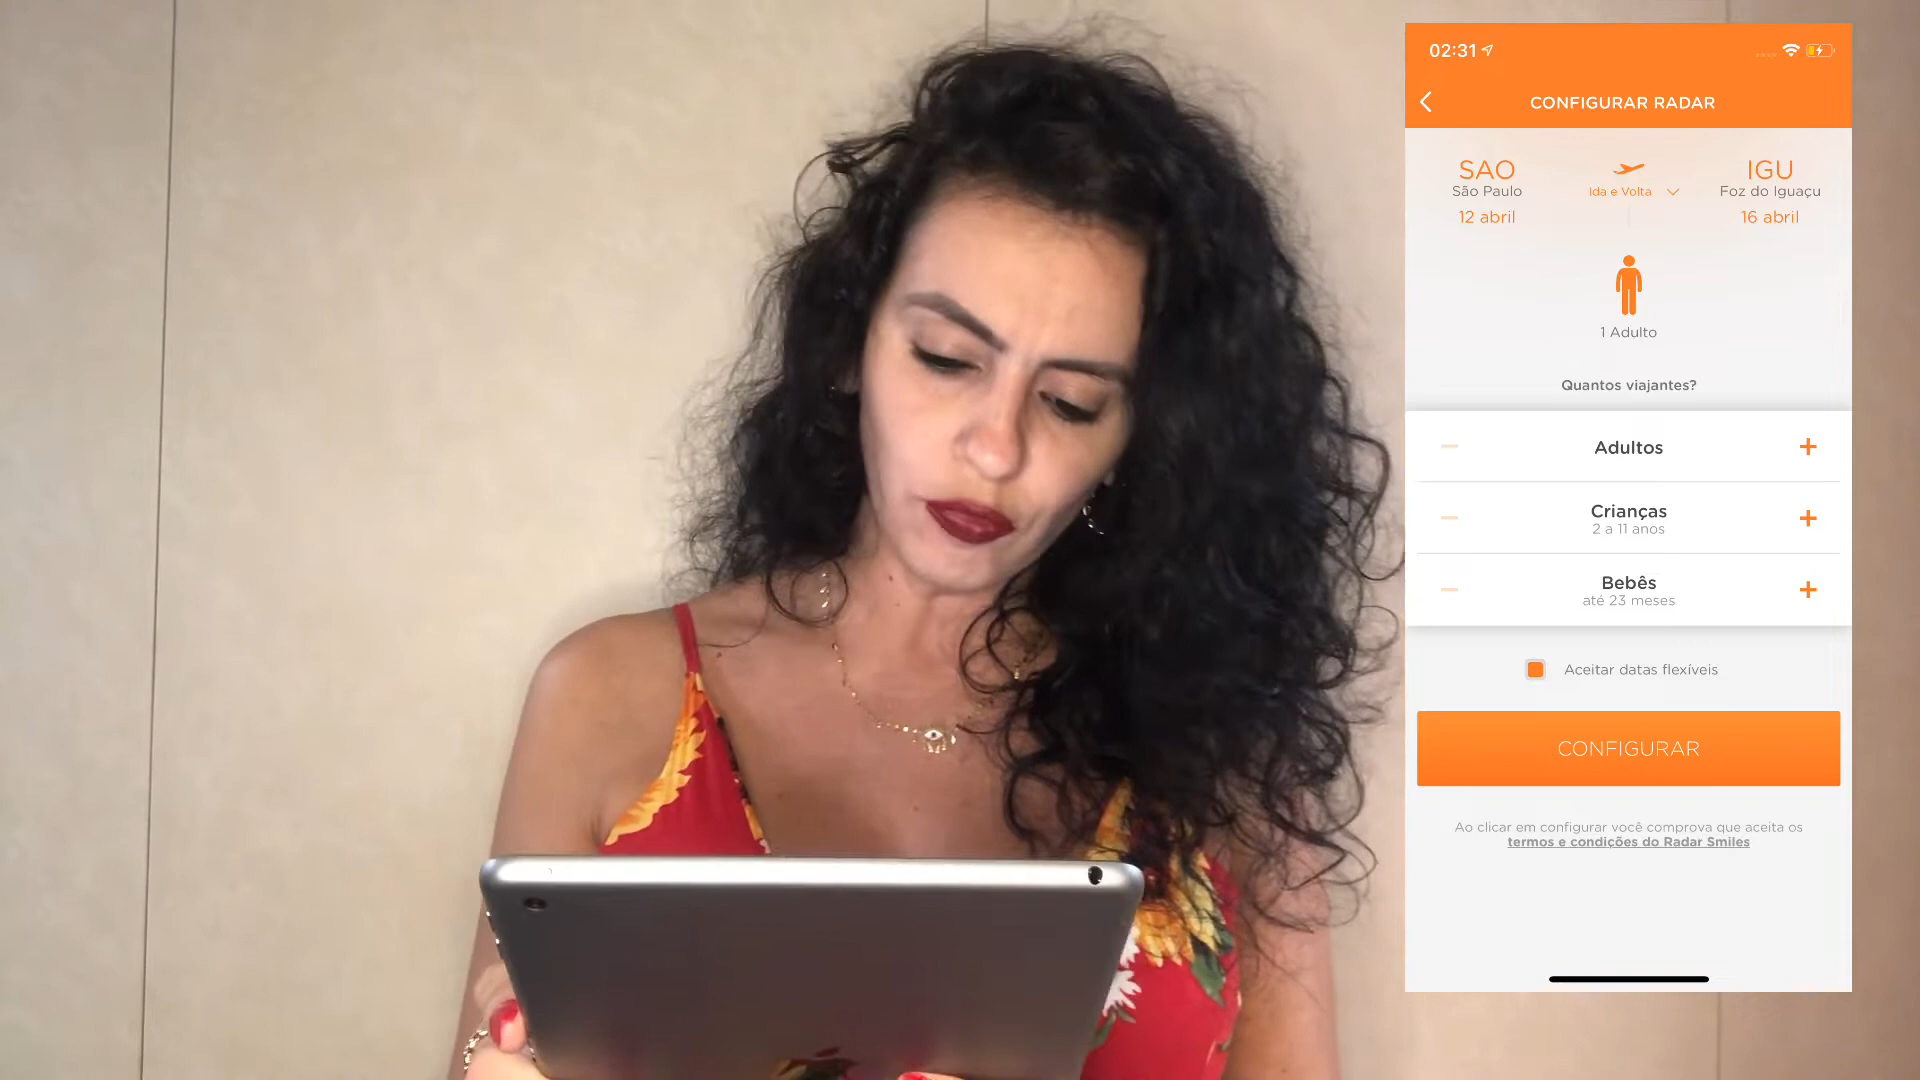 02:31
CONFIGURAR RADAR
SAO
IGU
São Paulo
Ida e Volta
Foz do Iguaçu
12 abril
16 abril
1 Adulto
Quantos viajantes?
Adultos
Crianças
2 a 11 anos
Bebês
até 23 meses
Aceitar datas flexíveis
CONFIGURAR
Ao clicar em configurar você comprova que aceita os
termos e condições do Radar Smiles